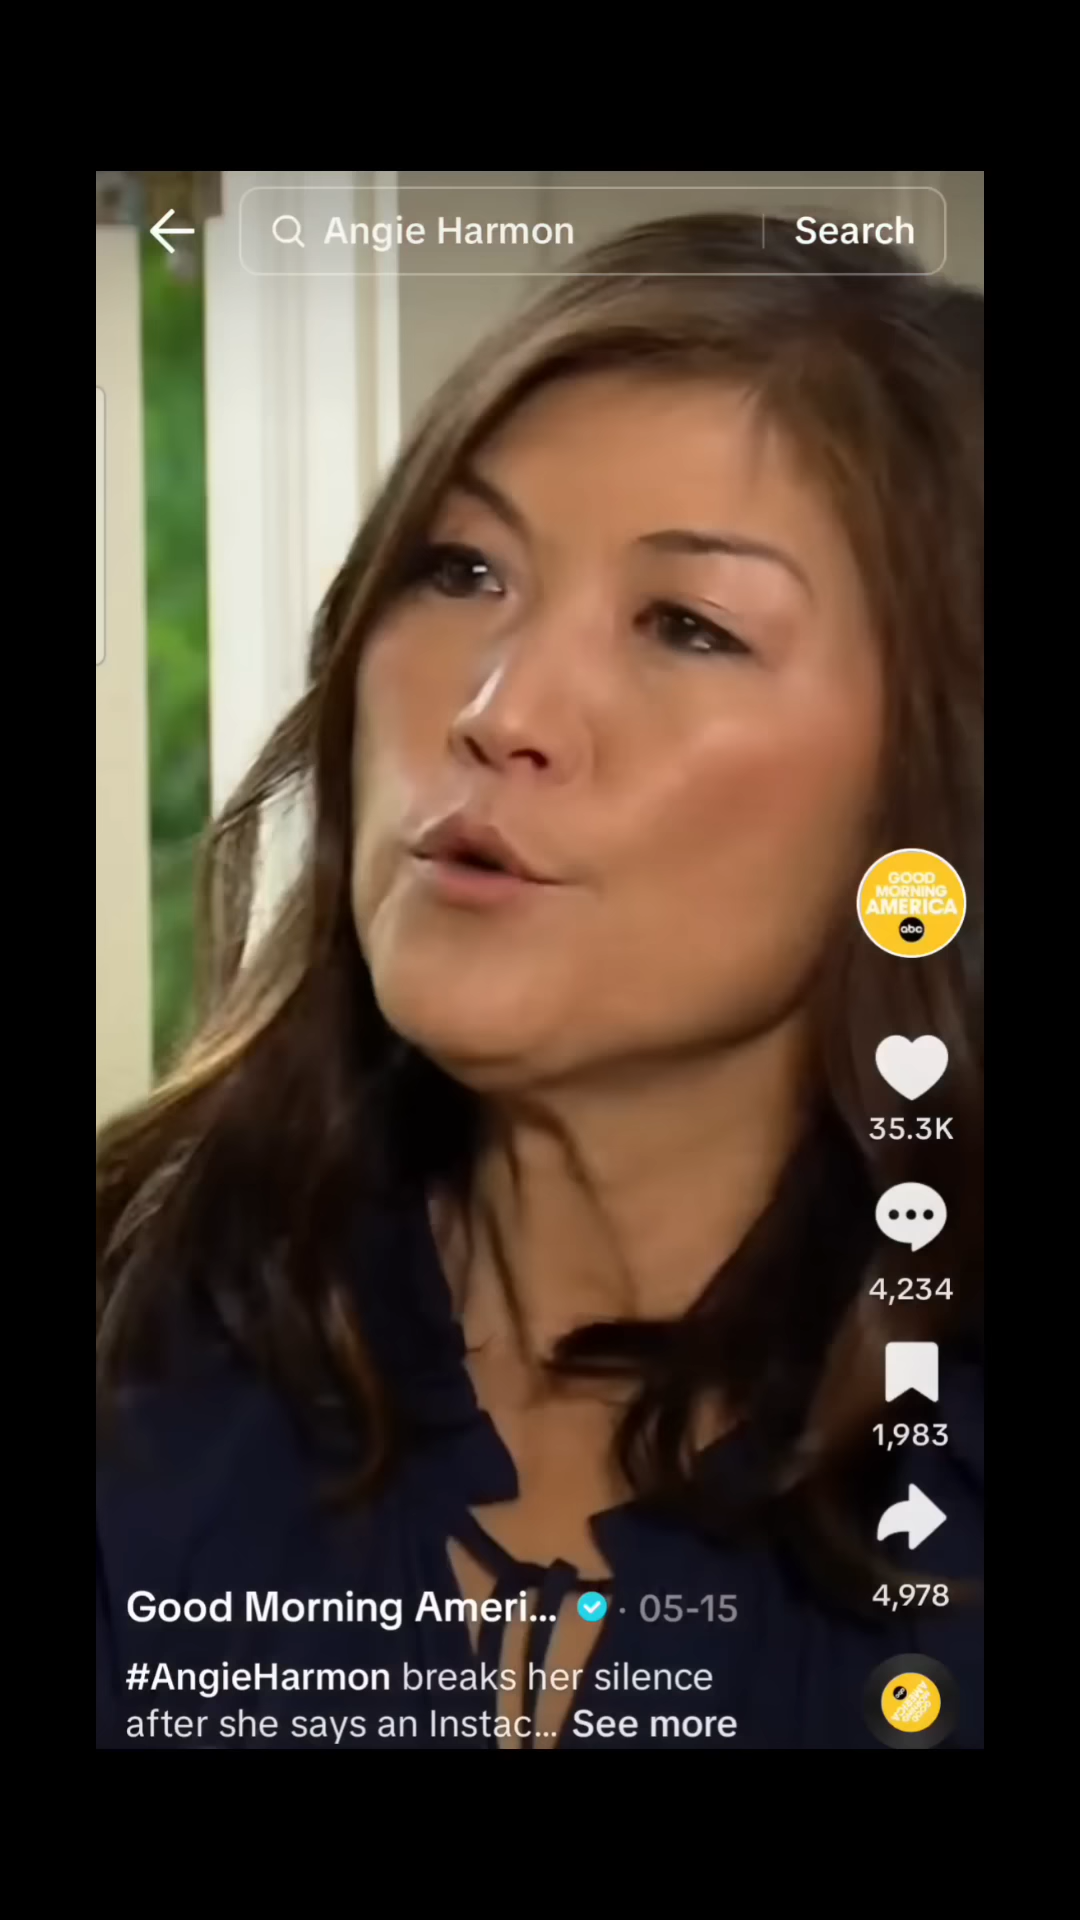 Angie Harmon
Search
GOOD
MORNING
AMERICA
abc
35.3K
4,234
1,983
4,978
Good Morning Ameri... · 05-15
#AngieHarmon breaks her silence
after she says an Instac... See more